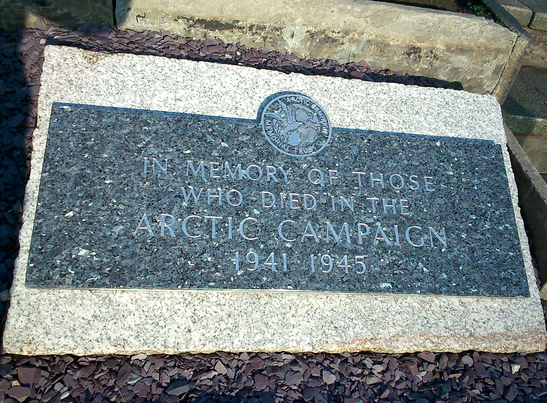 IN MEMORY OF THOSE
WHO DIED IN THE
ARCTIC CAMPAIGN
1941 1945